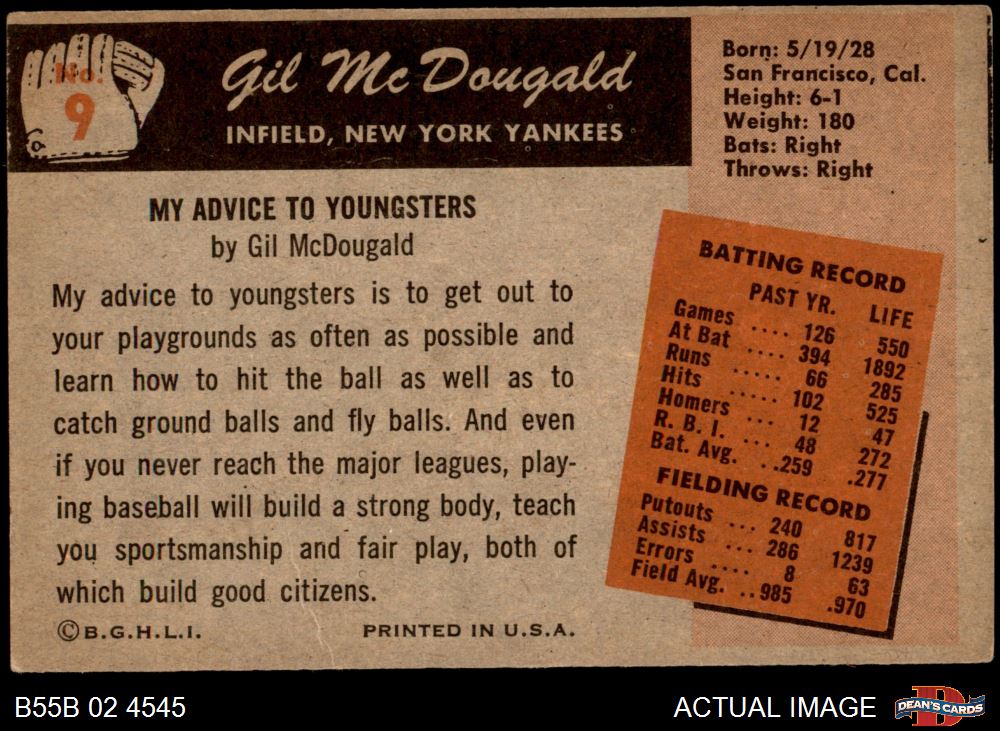 No.
9
Gil McDougald
INFIELD, NEW YORK YANKEES
Born: 5/19/28
San Francisco, Cal.
Height: 6-1
Weight: 180
Bats: Right
Throws: Right
MY ADVICE TO YOUNGSTERS
by Gil McDougald
My advice to youngsters is to get out to
your playgrounds as often as possible and
learn how to hit the ball as well as to
catch ground balls and fly balls. And even
if you never reach the major leagues, play-
ing baseball will build a strong body, teach
you sportsmanship and fair play, both of
which build good citizens.
©B.G.H.L.I.
PRINTED IN U.S.A.
BATTING RECORD
PAST YR. LIFE
Games .... 126 550
At Bat .... 394 1892
Runs ..... 66 285
Hits ..... 102 525
Homers .... 12 47
R. B. I. ... 48 272
Bat. Avg. ..259 .277
FIELDING RECORD
Putouts ... 240 817
Assists ... 286 1239
Errors .... 8 63
Field Avg. ..985 .970
B55B 02 4545
ACTUAL IMAGE
B
DEAN'S CARDS